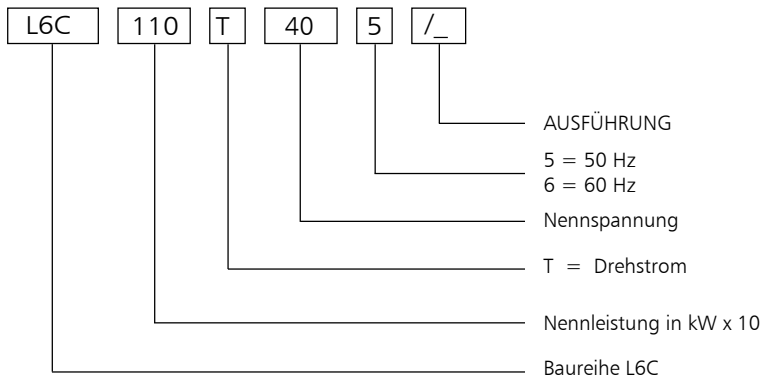 L6C 110 T 40 5 /_
AUSFÜHRUNG
5 = 50 Hz
6 = 60 Hz
Nennspannung
T = Drehstrom
Nennleistung in kW x 10
Baureihe L6C